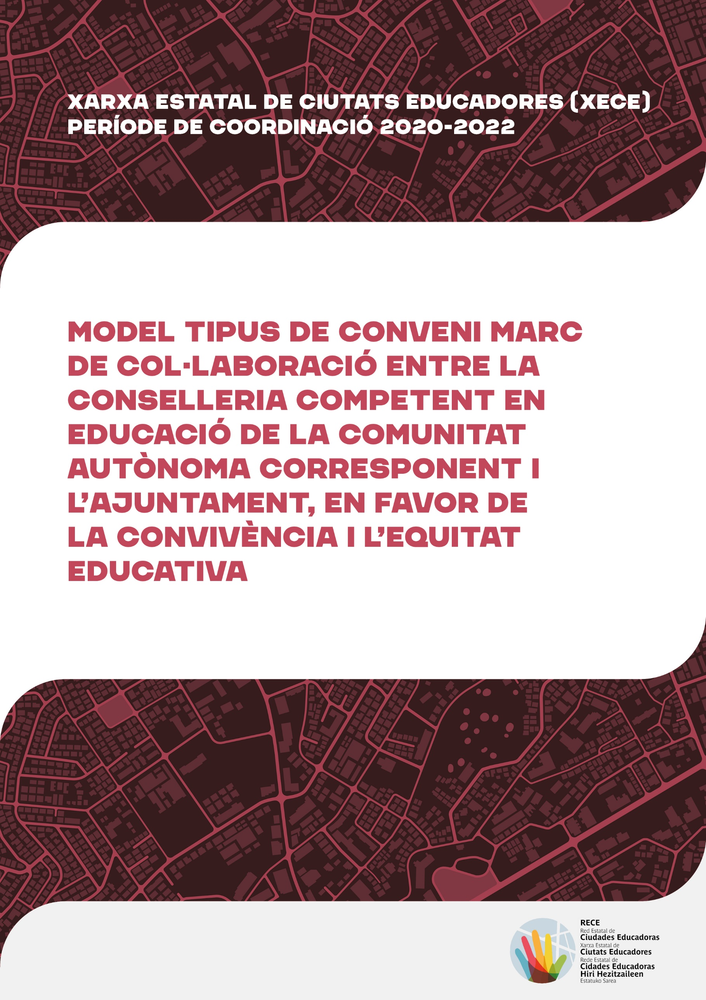 XARXA ESTATAL DE CIUTATS EDUCADORES (XECE)
PERÍODE DE COORDINACIÓ 2020-2022
MODEL TIPUS DE CONVENI MARC
DE COL·LABORACIÓ ENTRE LA
CONSELLERIA COMPETENT EN
EDUCACIÓ DE LA COMUNITAT
AUTÒNOMA CORRESPONENT I
L’AJUNTAMENT, EN FAVOR DE
LA CONVIVÈNCIA I L’EQUITAT
EDUCATIVA
RECE
Red Estatal de
Ciudades Educadoras
Xarxa Estatal de
Ciutats Educadores
Rede Estatal de
Cidades Educadoras
Hiri Hezitzaileen
Estatuko Sarea